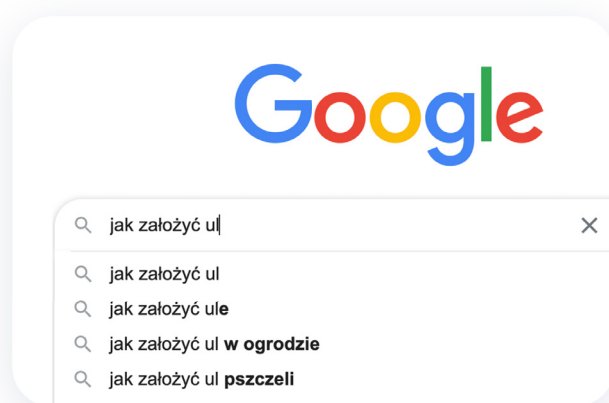 Google
jak założyć ul
jak założyć ul
jak założyć ule
jak założyć ul w ogrodzie
jak założyć ul pszczeli